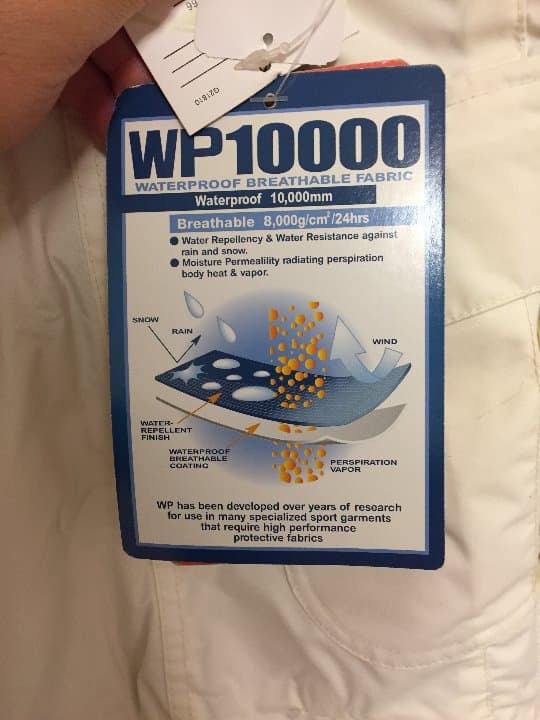 66
021810
WP10000
WATERPROOF BREATHABLE FABRIC
Waterproof 10,000mm
Breathable 8,000g/cm²/24hrs
● Water Repellency & Water Resistance against
rain and snow.
● Moisture Permealility radiating perspiration
body heat & vapor.
SNOW
RAIN
WIND
WATER-
REPELLENT
FINISH
WATERPROOF
BREATHABLE
COATING
PERSPIRATION
VAPOR
WP has been developed over years of research
for use in many specialized sport garments
that require high performance
protective fabrics